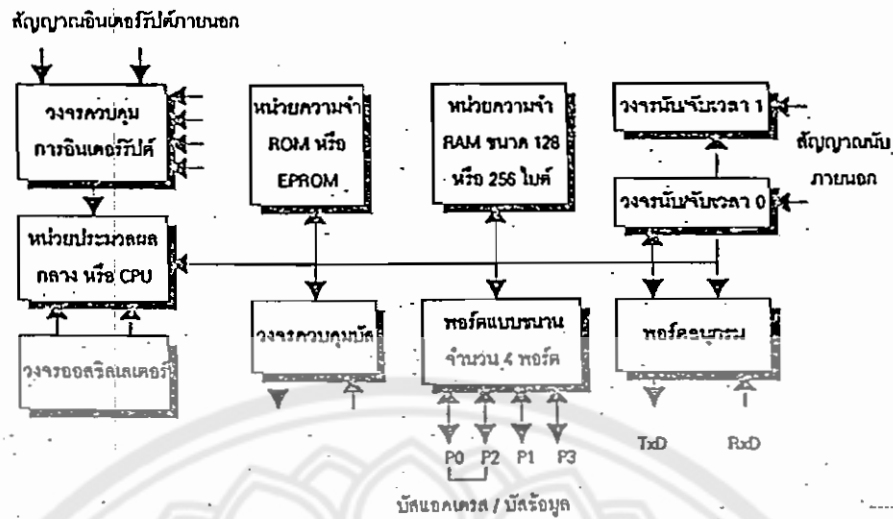 สัญญาณอินเตอร์รัปต์ภายนอก
วงจรควบคุม
การอินเตอร์รัปต์
หน่วยความจำ
ROM หรือ
EPROM
หน่วยความจำ
RAM ขนาด 128
หรือ 256 ไบต์
วงจรนับ/จับเวลา 1
สัญญาณนับ
ภายนอก
วงจรนับ/จับเวลา 0
หน่วยประมวลผล
กลาง หรือ CPU
วงจรออสซิลเลเตอร์
วงจรควบคุมบัส
พอร์ตแบบขนาน
จำนวน 4 พอร์ต
พอร์ตอนุกรม
P0 P2 P1 P3
TxD RxD
บัสแอดเดรส / บัสข้อมูล